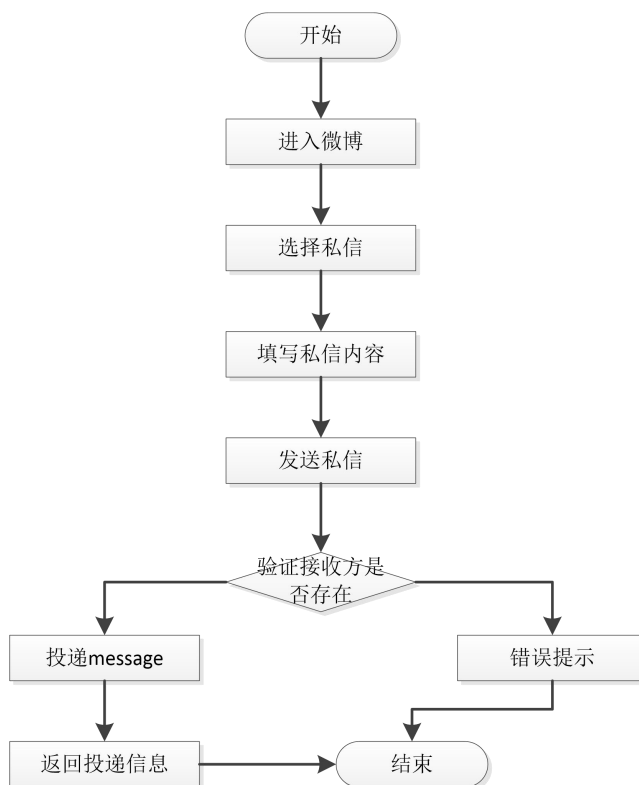 开始
进入微博
选择私信
填写私信内容
发送私信
验证接收方是
否存在
投递message
错误提示
返回投递信息
结束